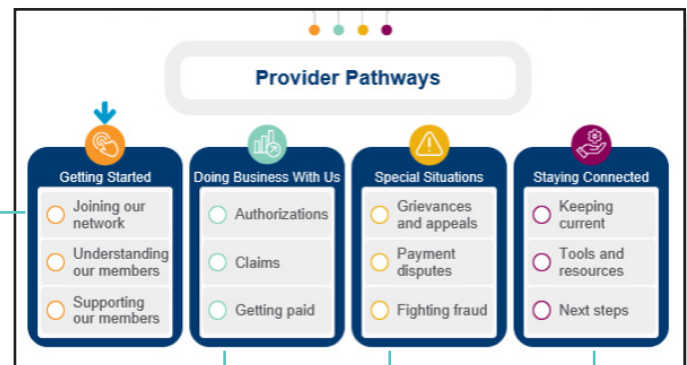 Provider Pathways
Getting Started
Joining our
network
Understanding
our members
Supporting
our members
Doing Business With Us
Authorizations
Claims
Getting paid
Special Situations
Grievances
and appeals
Payment
disputes
Fighting fraud
Staying Connected
Keeping
current
Tools and
resources
Next steps